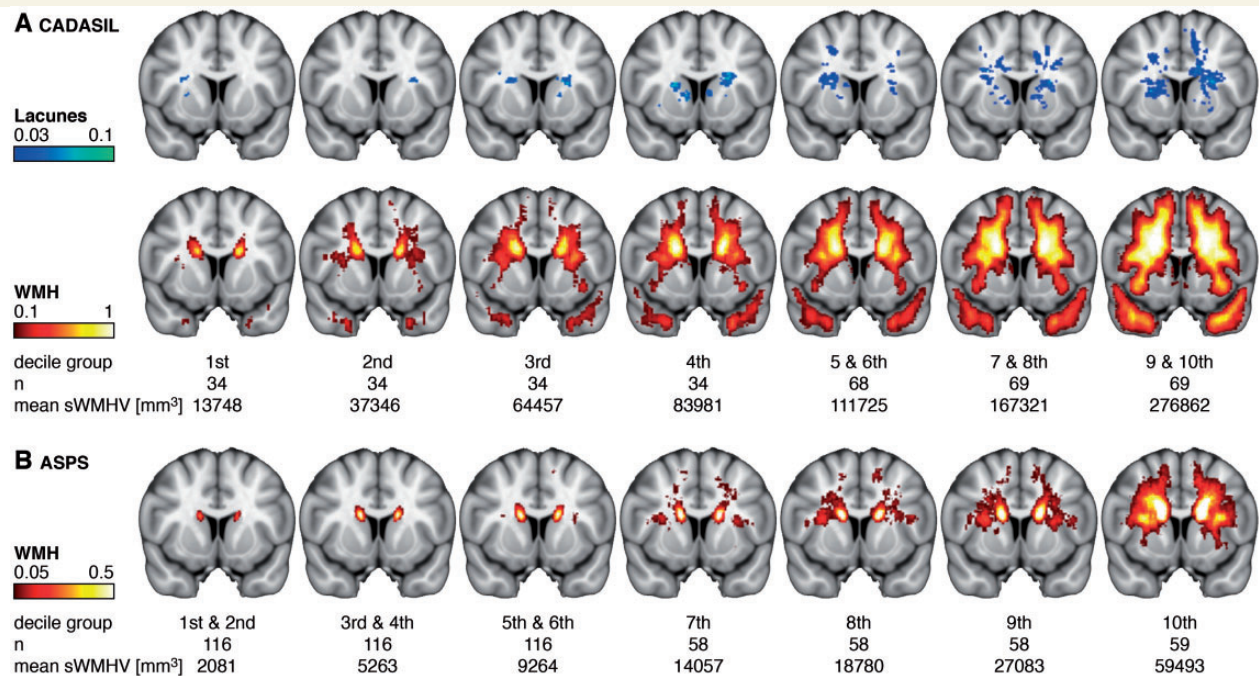 A CADASIL
Lacunes
0.03 0.1
WMH
0.1 1
decile group 1st 2nd 3rd 4th 5 & 6th 7 & 8th 9 & 10th
n 34 34 34 34 68 69 69
mean sWMHV [mm³] 13748 37346 64457 83981 111725 167321 276862
B ASPS
WMH
0.05 0.5
decile group 1st & 2nd 3rd & 4th 5th & 6th 7th 8th 9th 10th
n 116 116 116 58 58 58 59
mean sWMHV [mm³] 2081 5263 9264 14057 18780 27083 59493